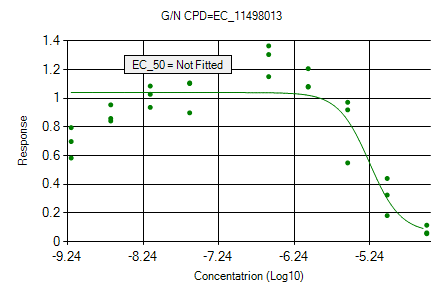 G/N CPD=EC_11498013
EC_50 = Not Fitted
1.4
1.2
1
0.8
0.6
0.4
0.2
0
Response
-9.24 -8.24 -7.24 -6.24 -5.24
Concentatrion (Log10)